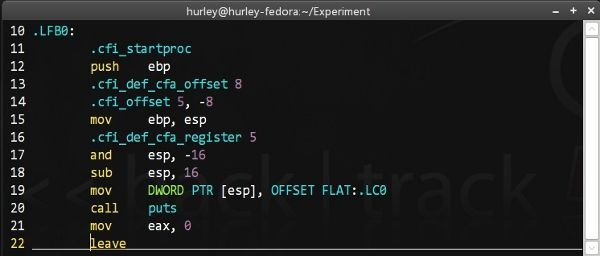 hurley@hurley-fedora:~/Experiment
10 .LFB0:
11 .cfi_startproc
12 push ebp
13 .cfi_def_cfa_offset 8
14 .cfi_offset 5, -8
15 mov ebp, esp
16 .cfi_def_cfa_register 5
17 and esp, -16
18 sub esp, 16
19 mov DWORD PTR [esp], OFFSET FLAT:.LC0
20 call puts
21 mov eax, 0
22 leave
<< back | track